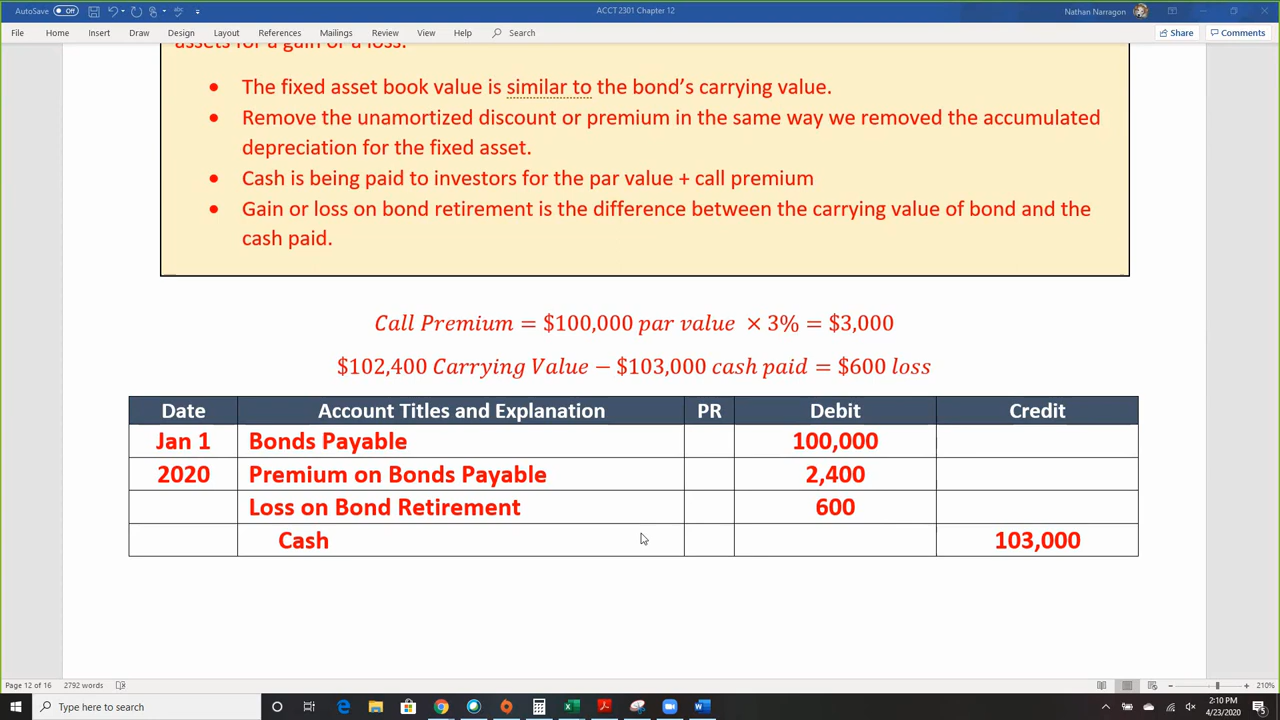 AutoSave Off
ACCT 2301 Chapter 12
Nathan Narragon
File Home Insert Draw Design Layout References Mailings Review View Help Search Share Comments
assets for a gain or a loss.
• The fixed asset book value is similar to the bond's carrying value.
• Remove the unamortized discount or premium in the same way we removed the accumulated
depreciation for the fixed asset.
• Cash is being paid to investors for the par value + call premium
• Gain or loss on bond retirement is the difference between the carrying value of bond and the
cash paid.
Call Premium = $100,000 par value × 3% = $3,000
$102,400 Carrying Value − $103,000 cash paid = $600 loss
Date Account Titles and Explanation PR Debit Credit
Jan 1 Bonds Payable 100,000
2020 Premium on Bonds Payable 2,400
Loss on Bond Retirement 600
Cash 103,000
Page 12 of 16 2792 words 210%
Type here to search
2:10 PM
4/23/2020